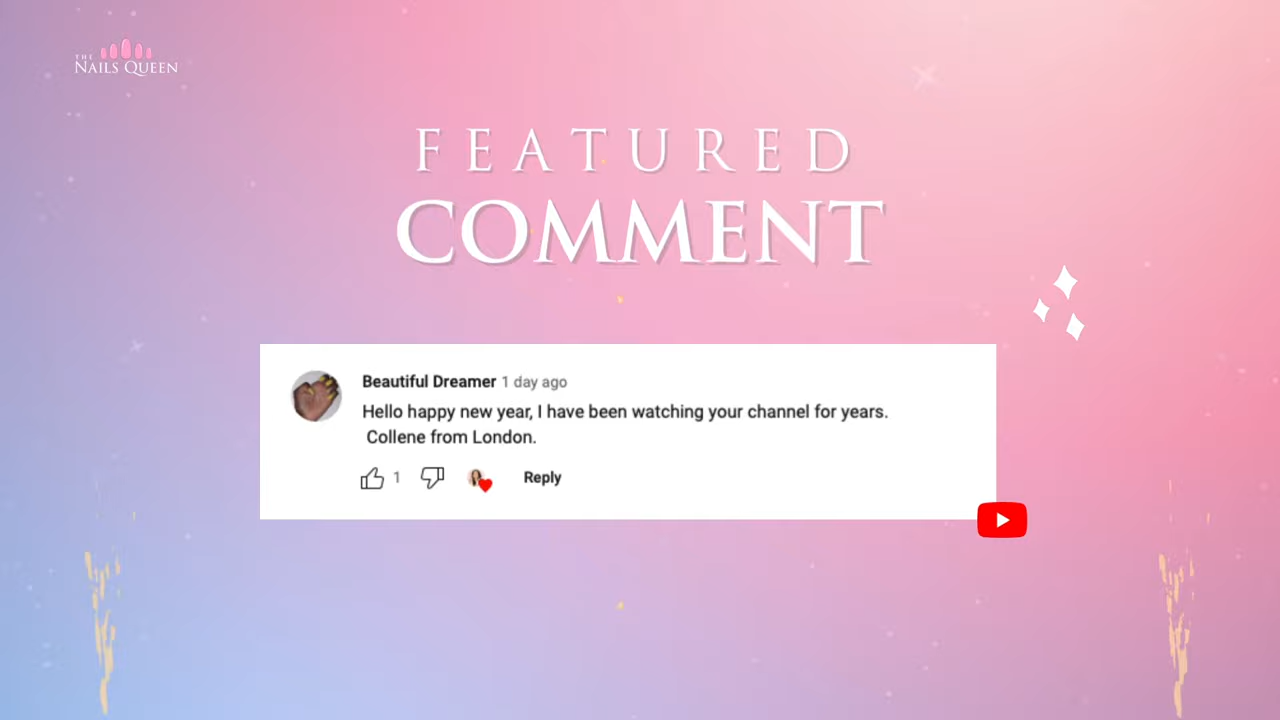 THE
NAILS QUEEN
FEATURED
COMMENT
Beautiful Dreamer 1 day ago
Hello happy new year, I have been watching your channel for years.
Collene from London.
1 Reply